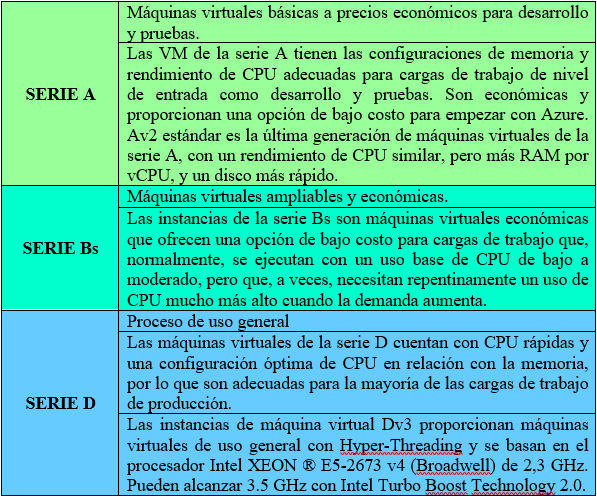 Máquinas virtuales básicas a precios económicos para desarrollo
y pruebas.
SERIE A
Las VM de la serie A tienen las configuraciones de memoria y
rendimiento de CPU adecuadas para cargas de trabajo de nivel
de entrada como desarrollo y pruebas. Son económicas y
proporcionan una opción de bajo costo para empezar con Azure.
Av2 estándar es la última generación de máquinas virtuales de la
serie A, con un rendimiento de CPU similar, pero más RAM por
vCPU, y un disco más rápido.
Máquinas virtuales ampliables y económicas.
SERIE Bs
Las instancias de la serie Bs son máquinas virtuales económicas
que ofrecen una opción de bajo costo para cargas de trabajo que,
normalmente, se ejecutan con un uso base de CPU de bajo a
moderado, pero que, a veces, necesitan repentinamente un uso de
CPU mucho más alto cuando la demanda aumenta.
Proceso de uso general
SERIE D
Las máquinas virtuales de la serie D cuentan con CPU rápidas y
una configuración óptima de CPU en relación con la memoria,
por lo que son adecuadas para la mayoría de las cargas de trabajo
de producción.
Las instancias de máquina virtual Dv3 proporcionan máquinas
virtuales de uso general con Hyper-Threading y se basan en el
procesador Intel XEON ® E5-2673 v4 (Broadwell) de 2,3 GHz.
Pueden alcanzar 3.5 GHz con Intel Turbo Boost Technology 2.0.